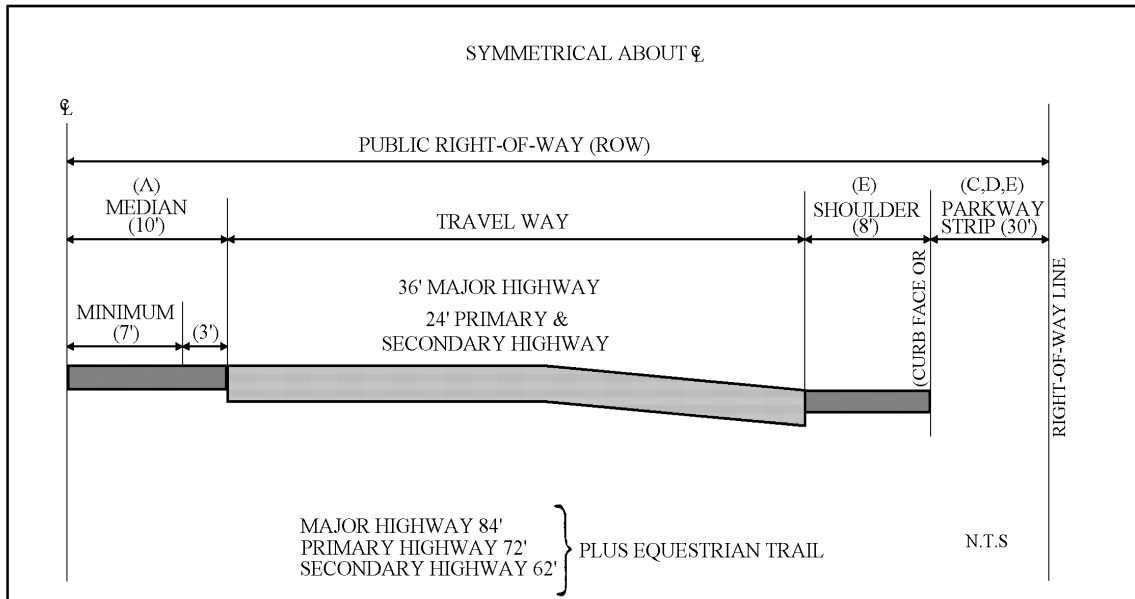 SYMMETRICAL ABOUT ℄
℄
PUBLIC RIGHT-OF-WAY (ROW)
(A)
MEDIAN
(10')
TRAVEL WAY
(E)
SHOULDER
(8')
(C,D,E)
PARKWAY
STRIP (30')
MINIMUM
(7')
(3')
36' MAJOR HIGHWAY
24' PRIMARY &
SECONDARY HIGHWAY
(CURB FACE OR
RIGHT-OF-WAY LINE
MAJOR HIGHWAY 84'
PRIMARY HIGHWAY 72'
SECONDARY HIGHWAY 62'
PLUS EQUESTRIAN TRAIL
N.T.S